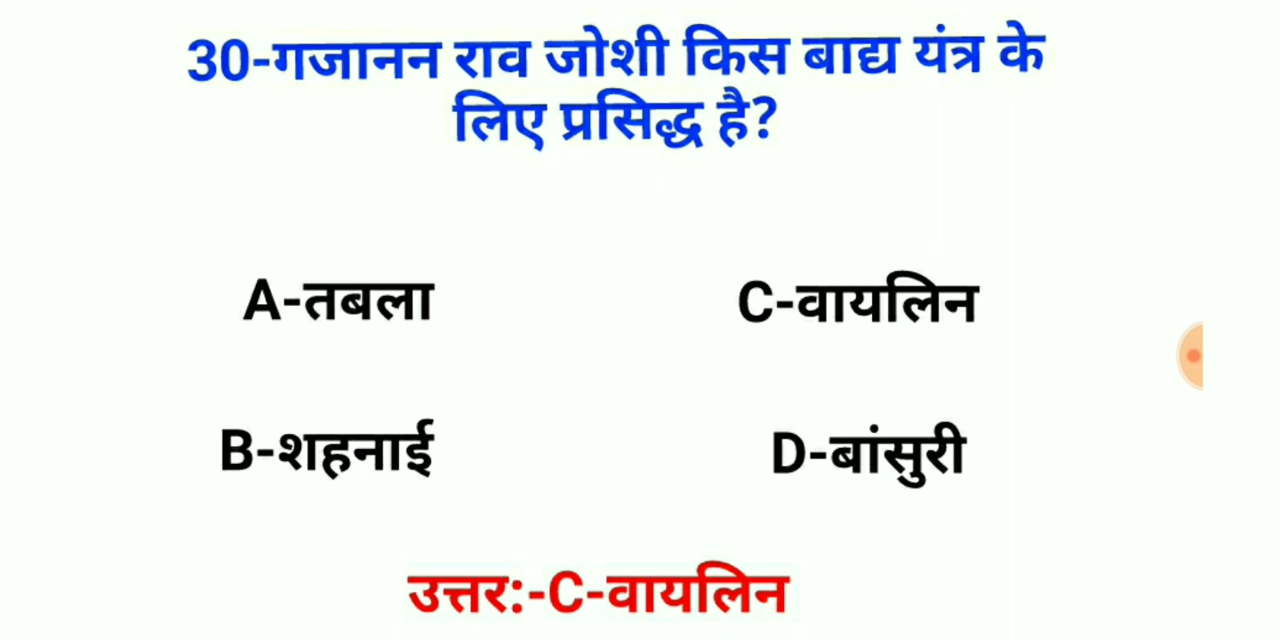 30-गजानन राव जोशी किस बाद्य यंत्र के
लिए प्रसिद्ध है?
A-तबला
C-वायलिन
B-शहनाई
D-बांसुरी
उत्तर:-C-वायलिन